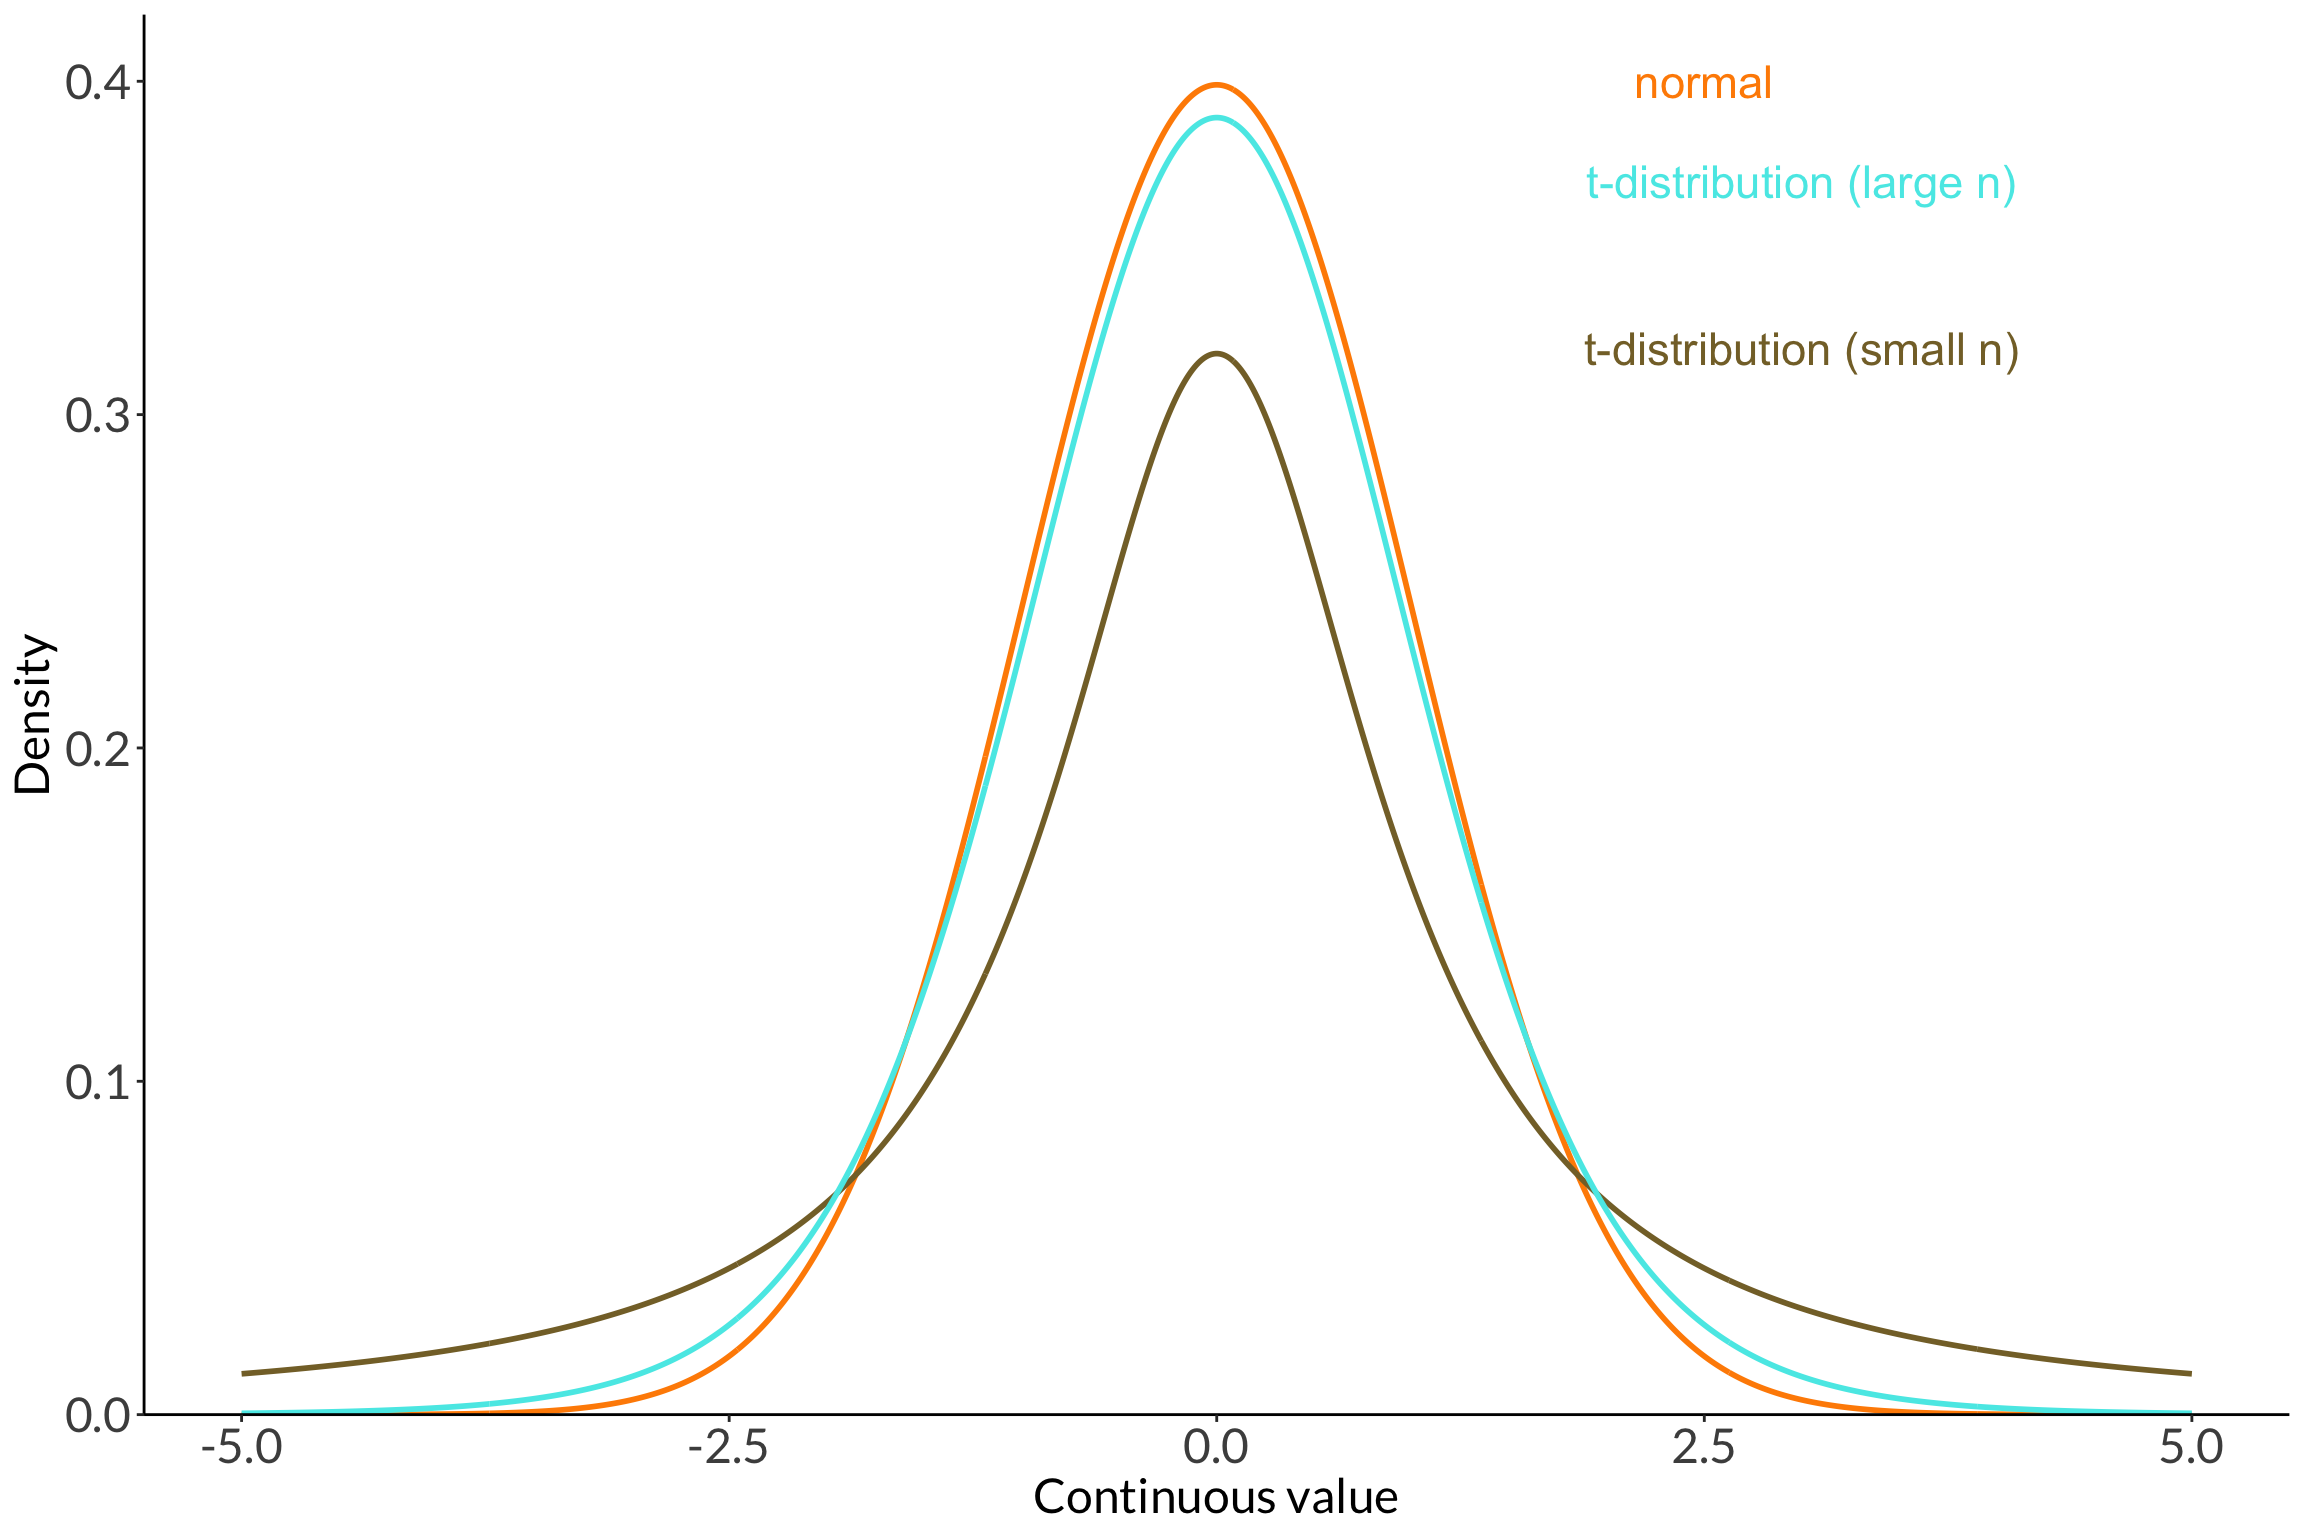 normal
t-distribution (large n)
t-distribution (small n)
Density
0.4
0.3
0.2
0.1
0.0
-5.0 -2.5 0.0 2.5 5.0
Continuous value